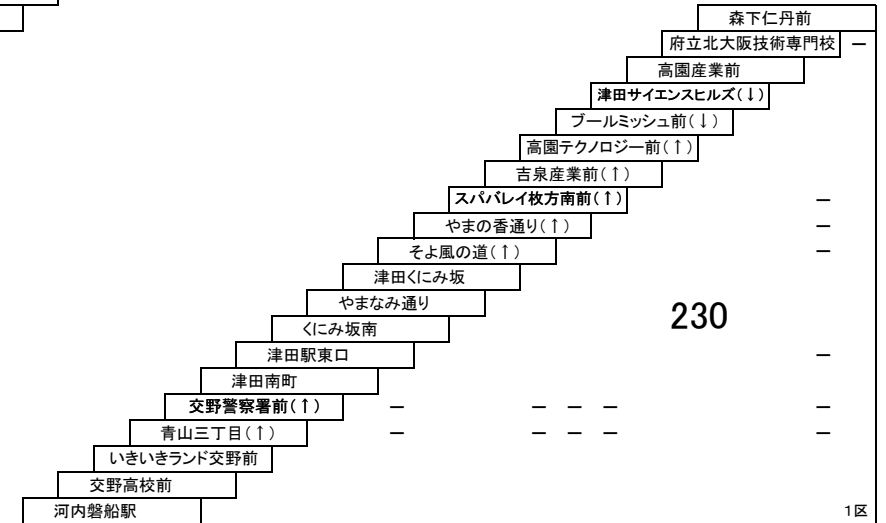 森下仁丹前
府立北大阪技術専門校 －
高園産業前
津田サイエンスヒルズ(↓)
ブールミッシュ前(↓)
高園テクノロジー前(↑)
吉泉産業前(↑)
スパバレイ枚方南前(↑) －
やまの香通り(↑) －
そよ風の道(↑) －
津田くにみ坂
やまなみ通り
230
くにみ坂南
津田駅東口 －
津田南町
交野警察署前(↑) － － － － －
青山三丁目(↑) － － － － －
いきいきランド交野前
交野高校前
河内磐船駅 1区